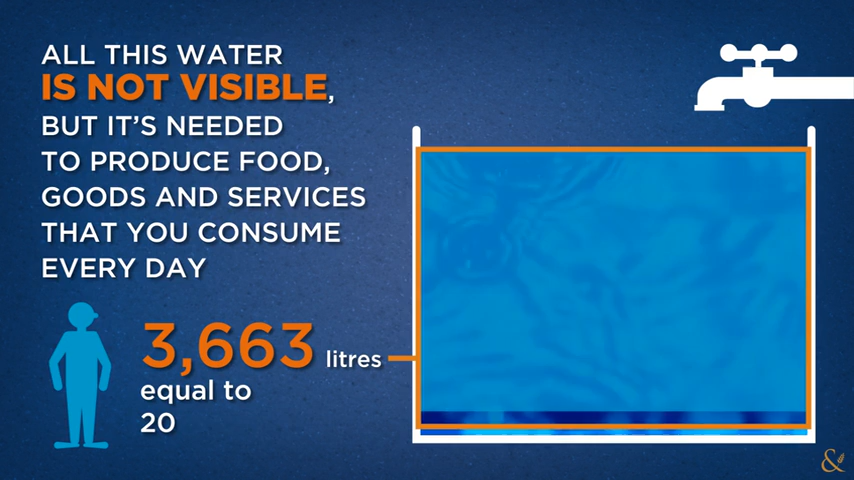 ALL THIS WATER
IS NOT VISIBLE,
BUT IT'S NEEDED
TO PRODUCE FOOD,
GOODS AND SERVICES
THAT YOU CONSUME
EVERY DAY
3,663 litres
equal to
20
&